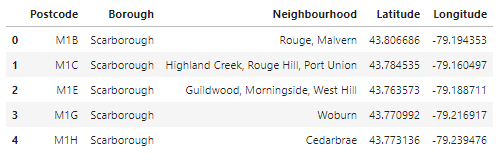 Postcode Borough Neighbourhood Latitude Longitude
0 M1B Scarborough Rouge, Malvern 43.806686 -79.194353
1 M1C Scarborough Highland Creek, Rouge Hill, Port Union 43.784535 -79.160497
2 M1E Scarborough Guildwood, Morningside, West Hill 43.763573 -79.188711
3 M1G Scarborough Woburn 43.770992 -79.216917
4 M1H Scarborough Cedarbrae 43.773136 -79.239476